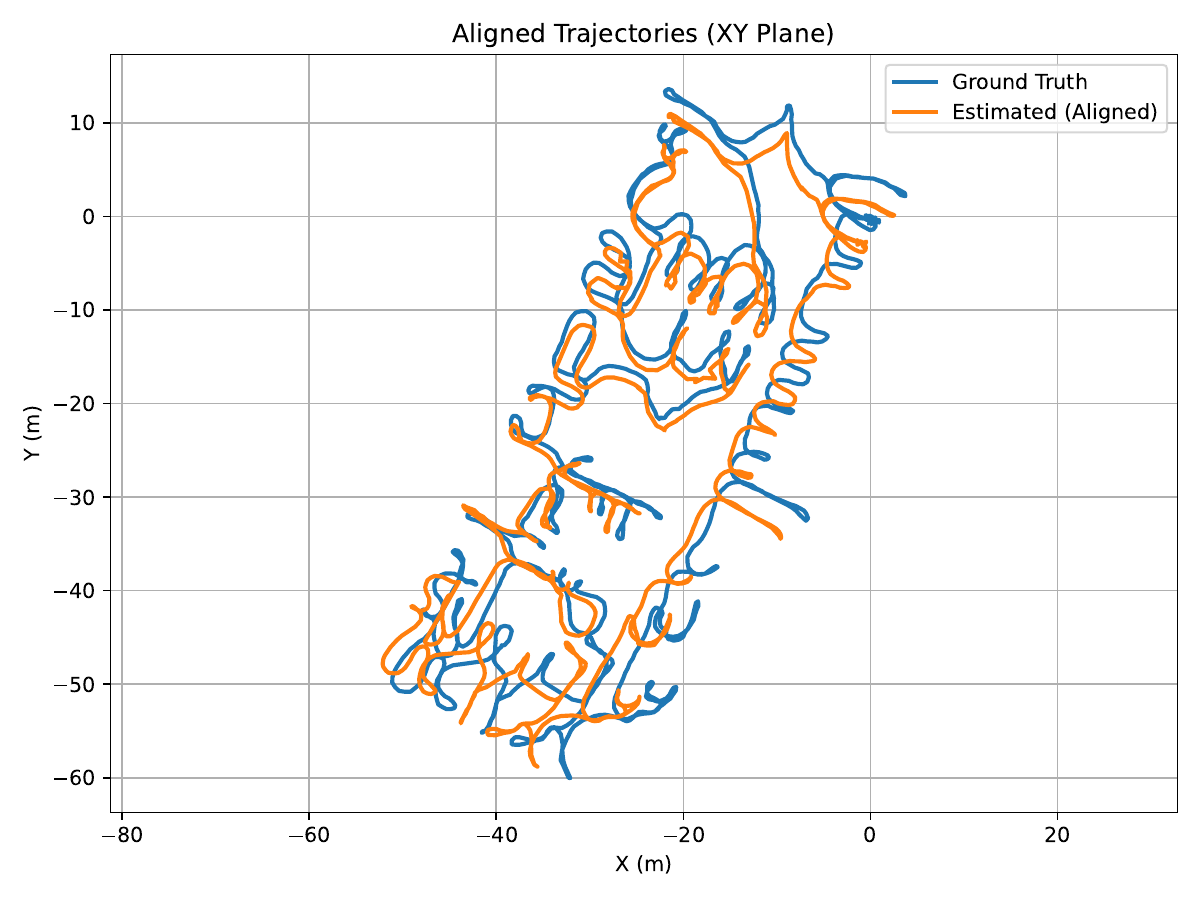 Aligned Trajectories (XY Plane)
Ground Truth
Estimated (Aligned)
10
0
−10
−20
−30
−40
−50
−60
Y (m)
−80
−60
−40
−20
0
20
X (m)